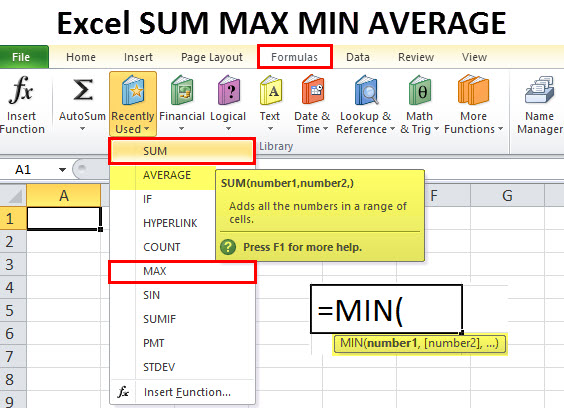 Excel SUM MAX MIN AVERAGE
File Home Insert Page Layout Formulas Data Review View
fx Σ A ? θ
Insert Function
AutoSum
Recently Used
Financial
Logical
Text
Date & Time
Lookup & Reference
Math & Trig
More Functions
Name Manager
Library
A1 fx
A F G
1
2
3
4
5
6
7
9
SUM
AVERAGE
IF
HYPERLINK
COUNT
MAX
SIN
SUMIF
PMT
STDEV
fx Insert Function...
SUM(number1,number2,)
Adds all the numbers in a range of
cells.
? Press F1 for more help.
=MIN(
MIN(number1, [number2], ...)